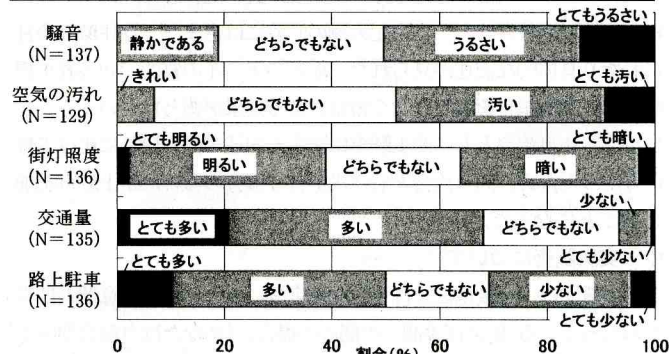 とてもうるさい
騒音
(N=137)
静かである どちらでもない うるさい
きれい とても汚い
空気の汚れ
(N=129)
どちらでもない 汚い
とても明るい とても暗い
街灯照度
(N=136)
明るい どちらでもない 暗い
少ない
交通量
(N=135)
とても多い 多い どちらでもない
とても多い とても少ない
路上駐車
(N=136)
多い どちらでもない 少ない
とても少ない
0 20 40 60 80 100
割合(%)